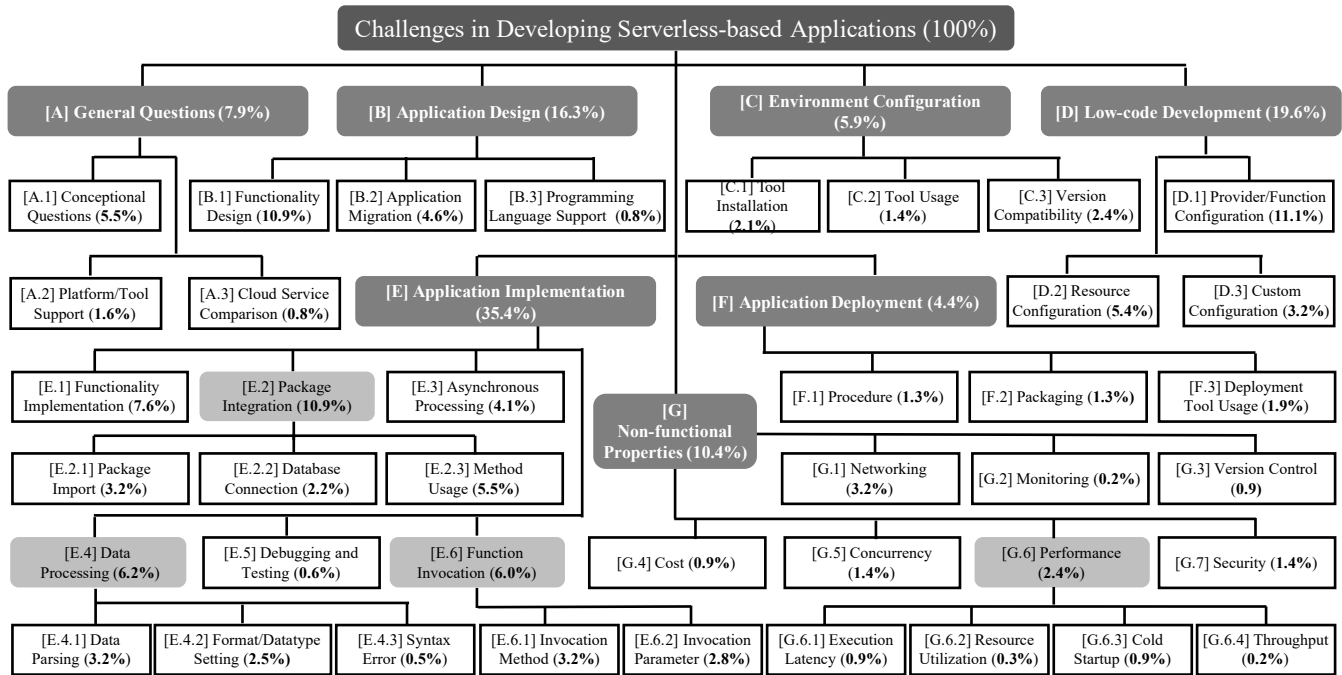 Challenges in Developing Serverless-based Applications (100%)
[A] General Questions (7.9%)
[B] Application Design (16.3%)
[C] Environment Configuration
(5.9%)
[D] Low-code Development (19.6%)
[A.1] Conceptional
Questions (5.5%)
[B.1] Functionality
Design (10.9%)
[B.2] Application
Migration (4.6%)
[B.3] Programming
Language Support (0.8%)
[C.1] Tool
Installation
(2.1%)
[C.2] Tool Usage
(1.4%)
[C.3] Version
Compatibility (2.4%)
[D.1] Provider/Function
Configuration (11.1%)
[A.2] Platform/Tool
Support (1.6%)
[A.3] Cloud Service
Comparison (0.8%)
[E] Application Implementation
(35.4%)
[F] Application Deployment (4.4%)
[D.2] Resource
Configuration (5.4%)
[D.3] Custom
Configuration (3.2%)
[E.1] Functionality
Implementation (7.6%)
[E.2] Package
Integration (10.9%)
[E.3] Asynchronous
Processing (4.1%)
[G]
Non-functional
Properties (10.4%)
[F.1] Procedure (1.3%)
[F.2] Packaging (1.3%)
[F.3] Deployment
Tool Usage (1.9%)
[E.2.1] Package
Import (3.2%)
[E.2.2] Database
Connection (2.2%)
[E.2.3] Method
Usage (5.5%)
[G.1] Networking
(3.2%)
[G.2] Monitoring (0.2%)
[G.3] Version Control
(0.9)
[E.4] Data
Processing (6.2%)
[E.5] Debugging and
Testing (0.6%)
[E.6] Function
Invocation (6.0%)
[G.4] Cost (0.9%)
[G.5] Concurrency
(1.4%)
[G.6] Performance
(2.4%)
[G.7] Security (1.4%)
[E.4.1] Data
Parsing (3.2%)
[E.4.2] Format/Datatype
Setting (2.5%)
[E.4.3] Syntax
Error (0.5%)
[E.6.1] Invocation
Method (3.2%)
[E.6.2] Invocation
Parameter (2.8%)
[G.6.1] Execution
Latency (0.9%)
[G.6.2] Resource
Utilization (0.3%)
[G.6.3] Cold
Startup (0.9%)
[G.6.4] Throughput
(0.2%)